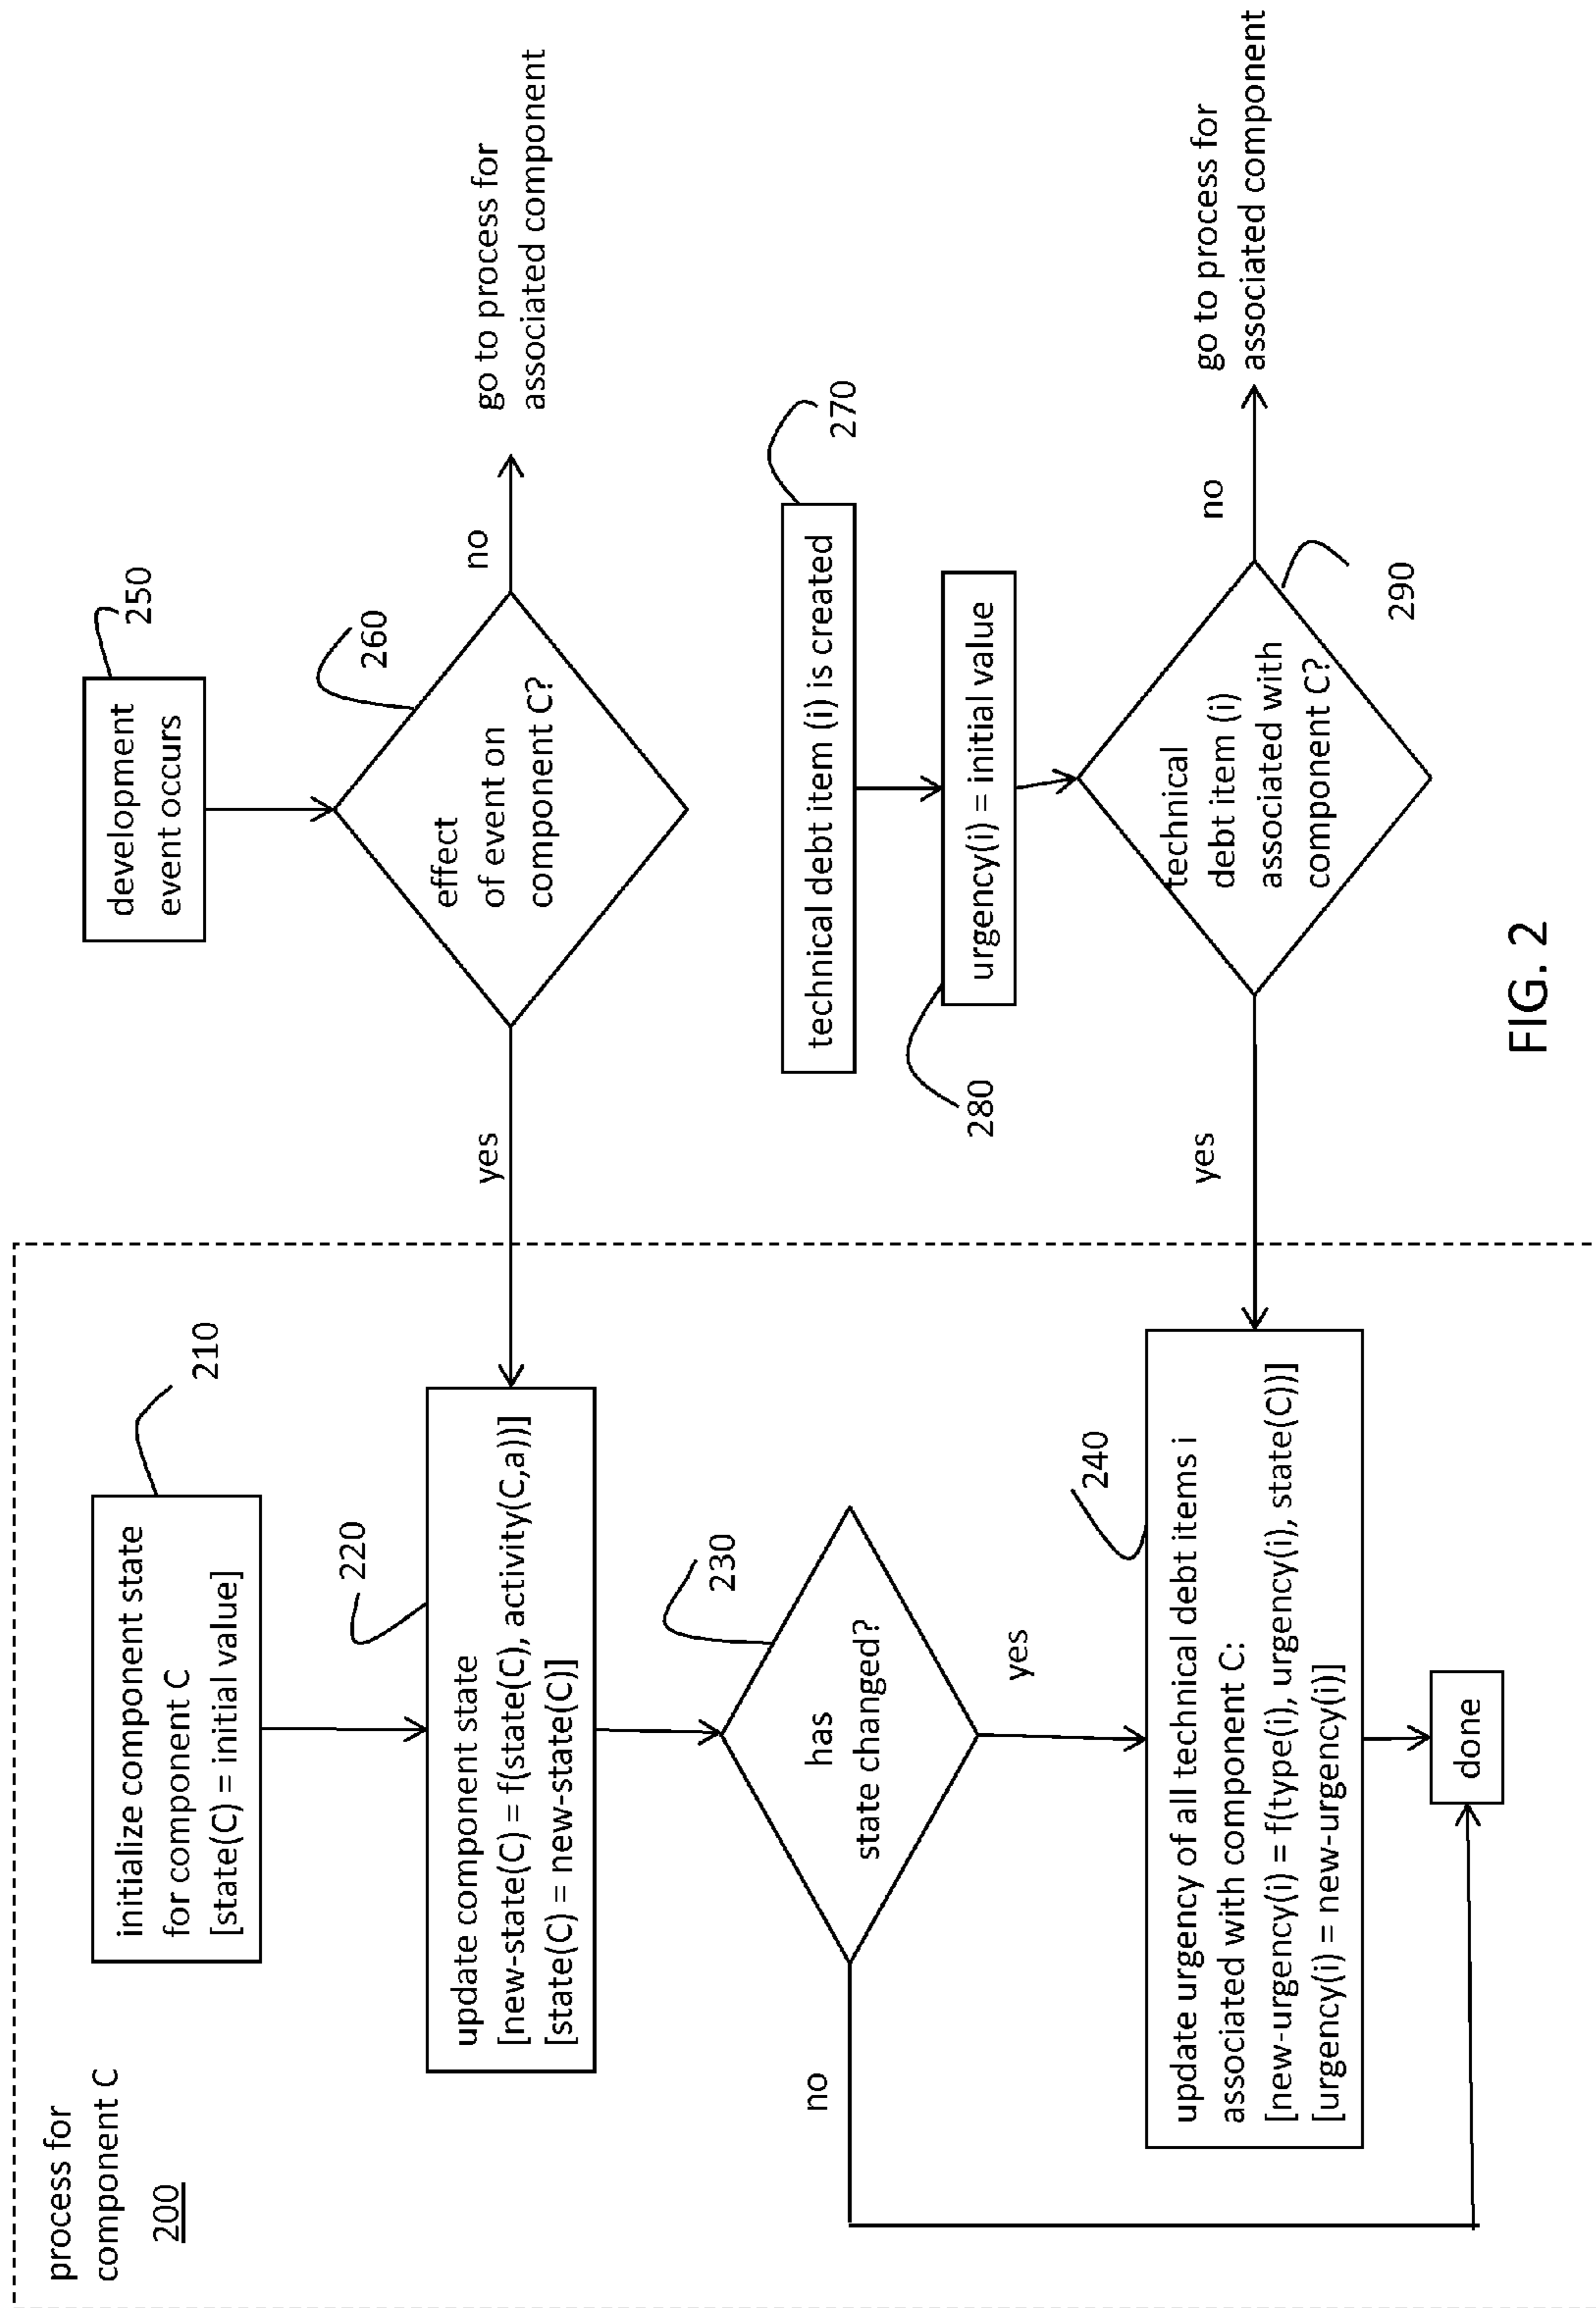 process for
component C
200
initialize component state
for component C
[state(C) = initial value]
210
update component state
[new-state(C) = f(state(C), activity(C,a))]
[state(C) = new-state(C)]
220
has
state changed?
230
no
yes
update urgency of all technical debt items i
associated with component C:
[new-urgency(i) = f(type(i), urgency(i), state(C))]
[urgency(i) = new-urgency(i)]
240
done
development
event occurs
250
effect
of event on
component C?
260
yes
no
go to process for
associated component
technical debt item (i) is created
270
urgency(i) = initial value
280
technical
debt item (i)
associated with
component C?
290
yes
no
go to process for
associated component
FIG. 2